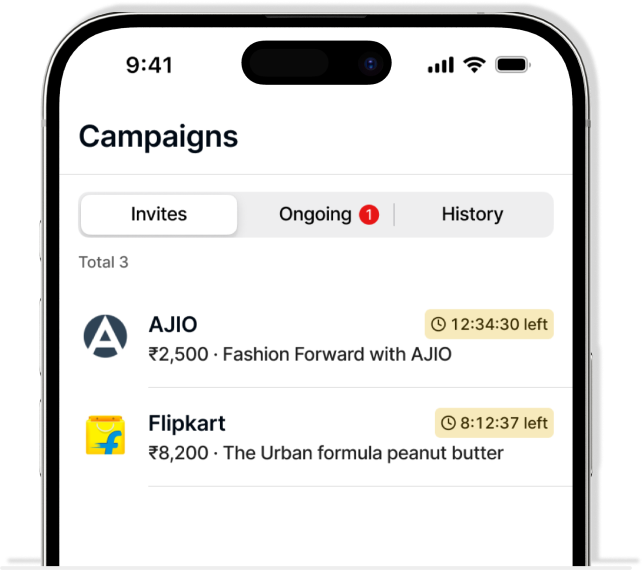 9:41
Campaigns
Invites Ongoing 1 History
Total 3
AJIO 12:34:30 left
₹2,500 · Fashion Forward with AJIO
Flipkart 8:12:37 left
₹8,200 · The Urban formula peanut butter